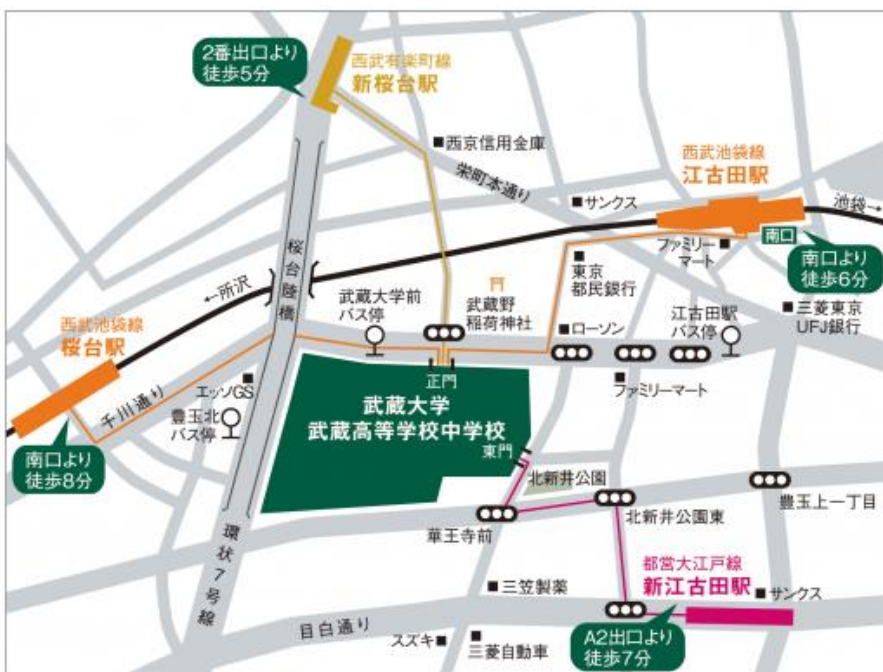 2番出口より
徒歩5分
西武有楽町線
新桜台駅
西京信用金庫
栄町本通り
サンクス
西武池袋線
江古田駅
池袋→
南口
ファミリー
マート
南口より
徒歩6分
桜台陸橋
←所沢
武蔵大学前
バス停
武蔵野
稲荷神社
東京
都民銀行
ローソン
江古田駅
バス停
三菱東京
UFJ銀行
西武池袋線
桜台駅
千川通り
エッソGS
豊玉北
バス停
正門
武蔵大学
武蔵高等学校中学校
ファミリーマート
東門
南口より
徒歩8分
北新井公園
華王寺前
北新井公園東
豊玉上一丁目
環状7号線
都営大江戸線
新江古田駅
三笠製薬
サンクス
目白通り
スズキ
三菱自動車
A2出口より
徒歩7分